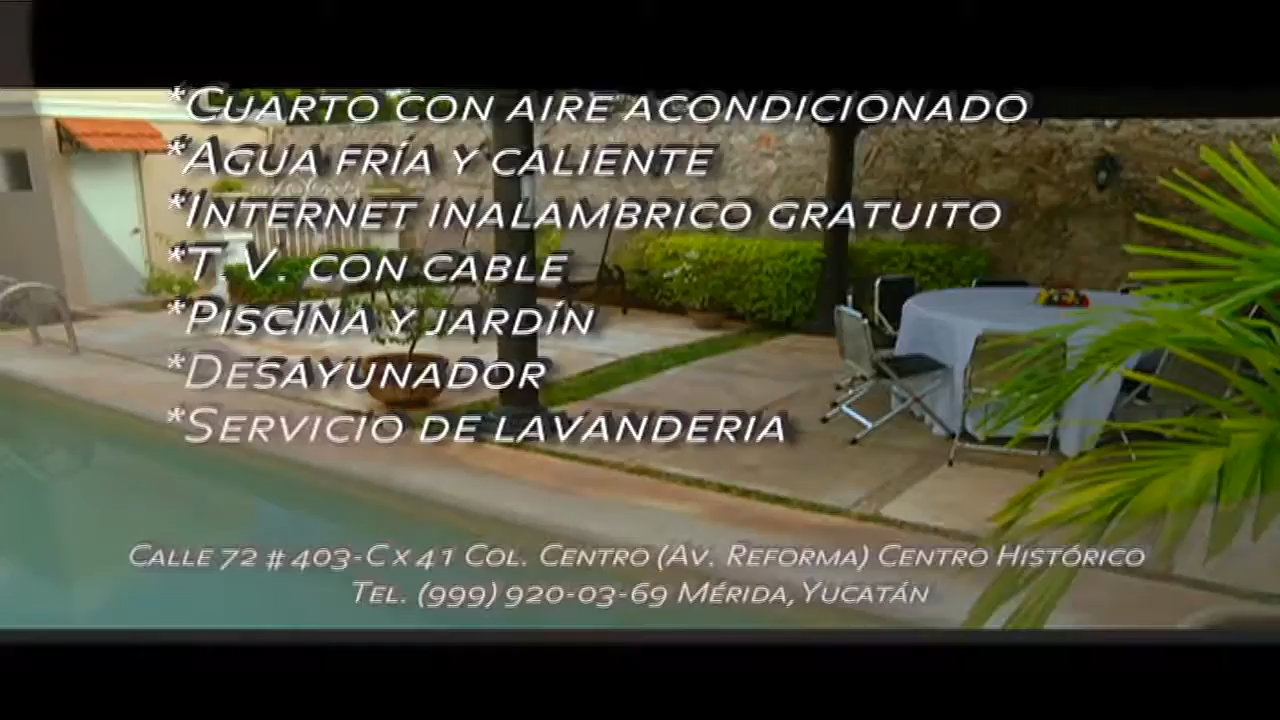 *Cuarto con aire acondicionado
*Agua fría y caliente
*Internet inalambrico gratuito
*T.V. con cable
*Piscina y jardín
*Desayunador
*Servicio de lavanderia
Calle 72 # 403-C x 41 Col. Centro (Av. Reforma) Centro Histórico
Tel. (999) 920-03-69 Mérida, Yucatán